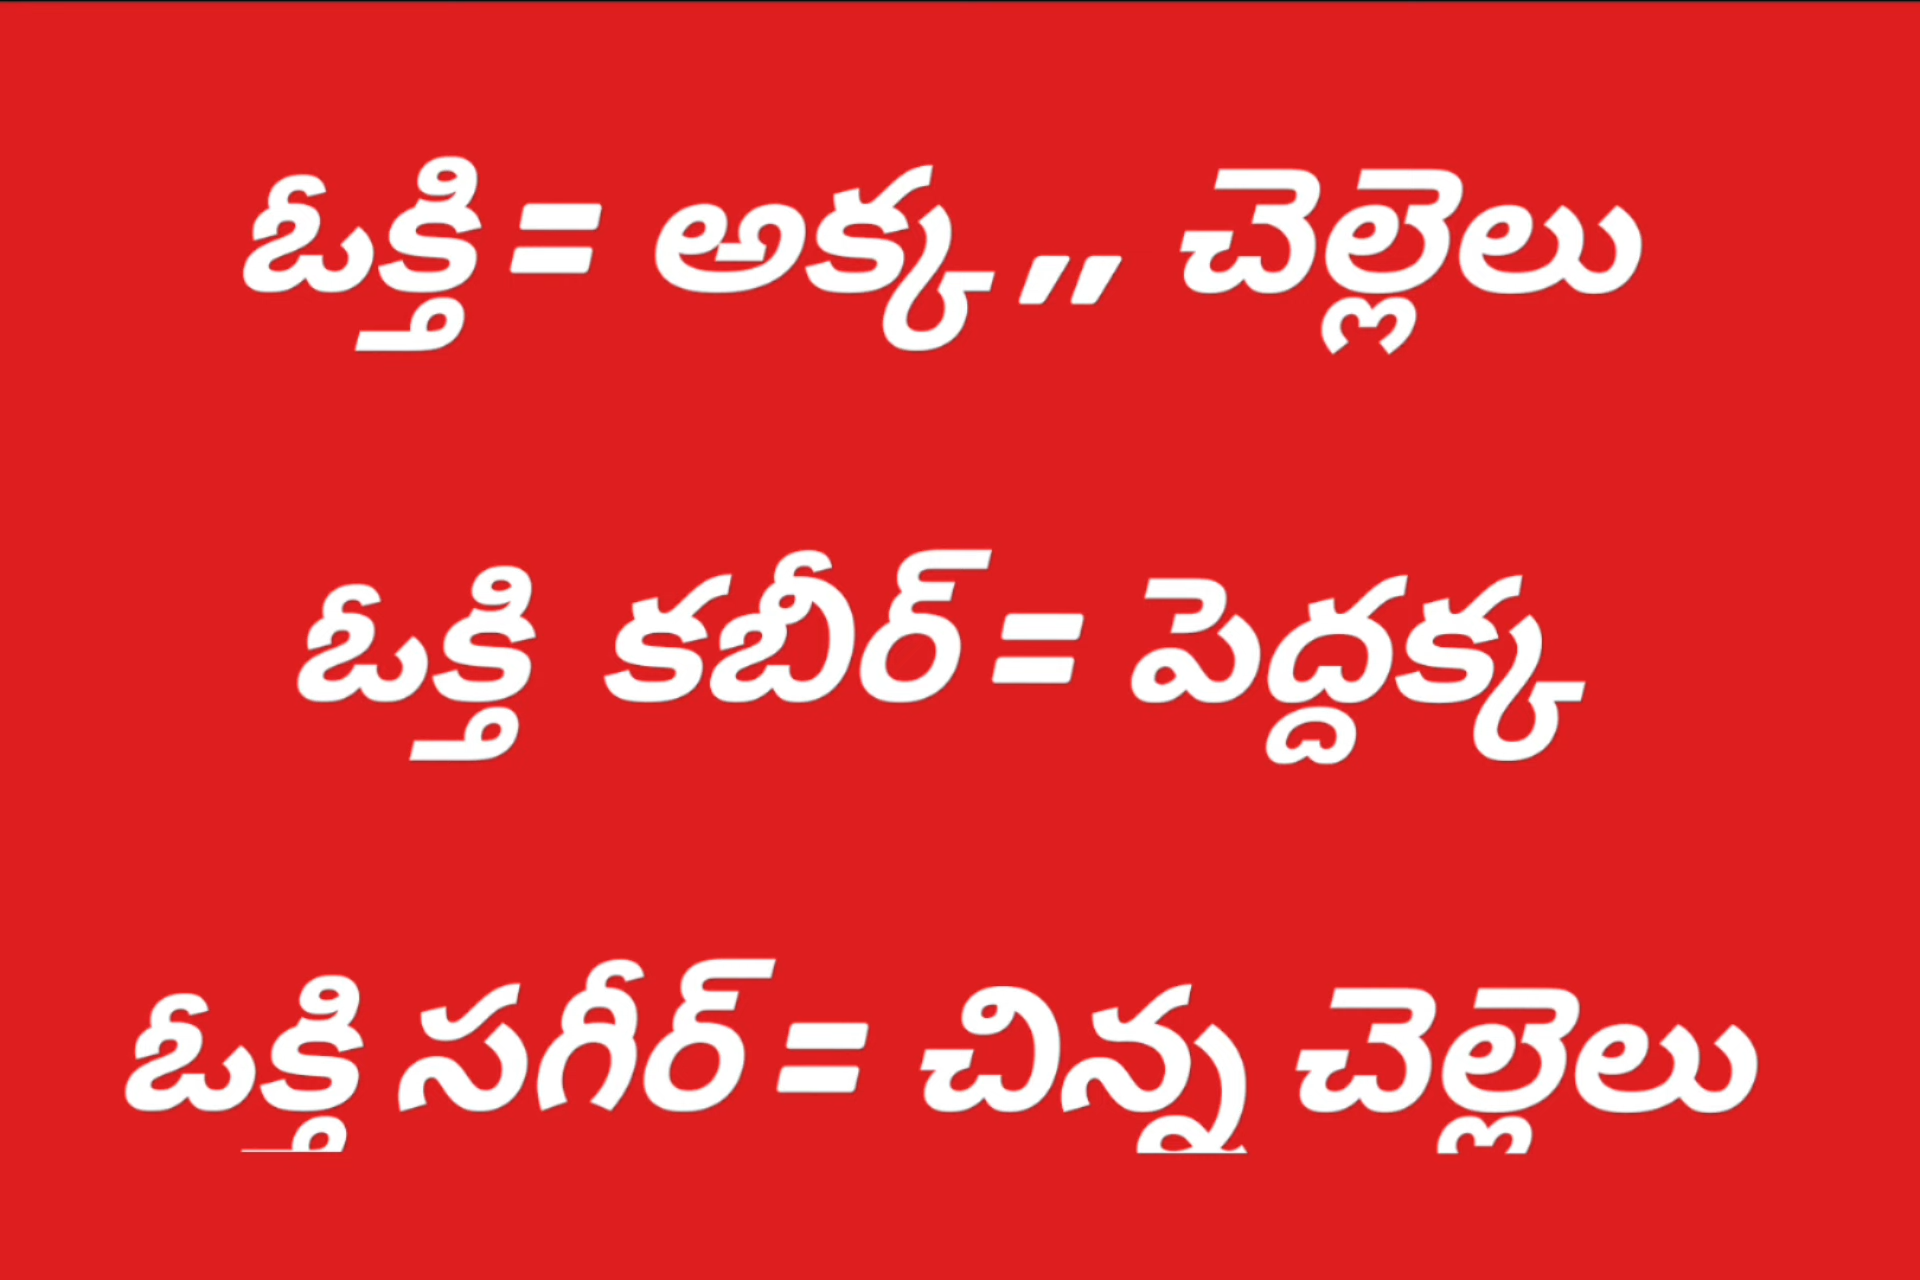 ఓక్తి= అక్క,, చెల్లెలు
ఓక్తి కబీర్= పెద్దక్క
ఓక్తి సగీర్= చిన్న చెల్లెలు